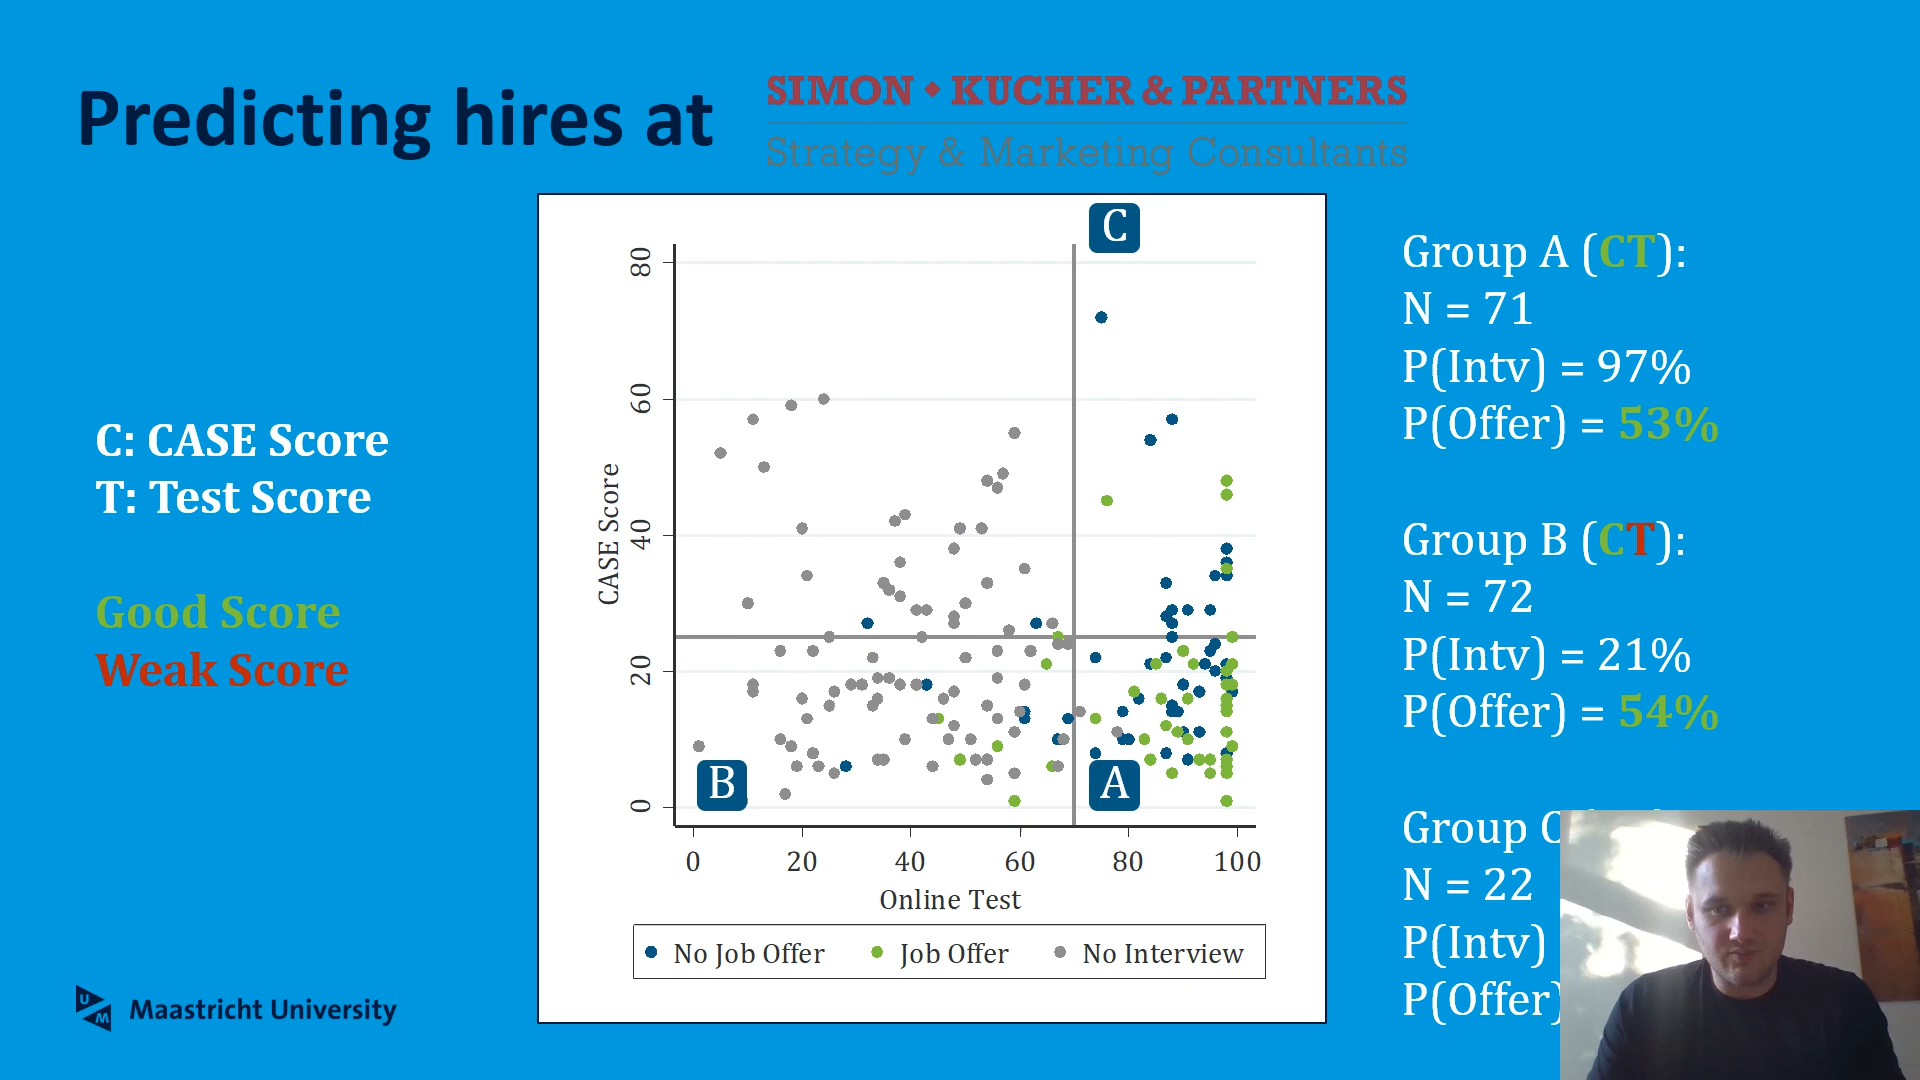 Predicting hires at
SIMON • KUCHER & PARTNERS
Strategy & Marketing Consultants
C: CASE Score
T: Test Score
Good Score
Weak Score
C
B
A
CASE Score
80
60
40
20
0
0 20 40 60 80 100
Online Test
No Job Offer Job Offer No Interview
Group A (CT):
N = 71
P(Intv) = 97%
P(Offer) = 53%
Group B (CT):
N = 72
P(Intv) = 21%
P(Offer) = 54%
Group
N = 22
P(Intv)
P(Offer)
UM Maastricht University